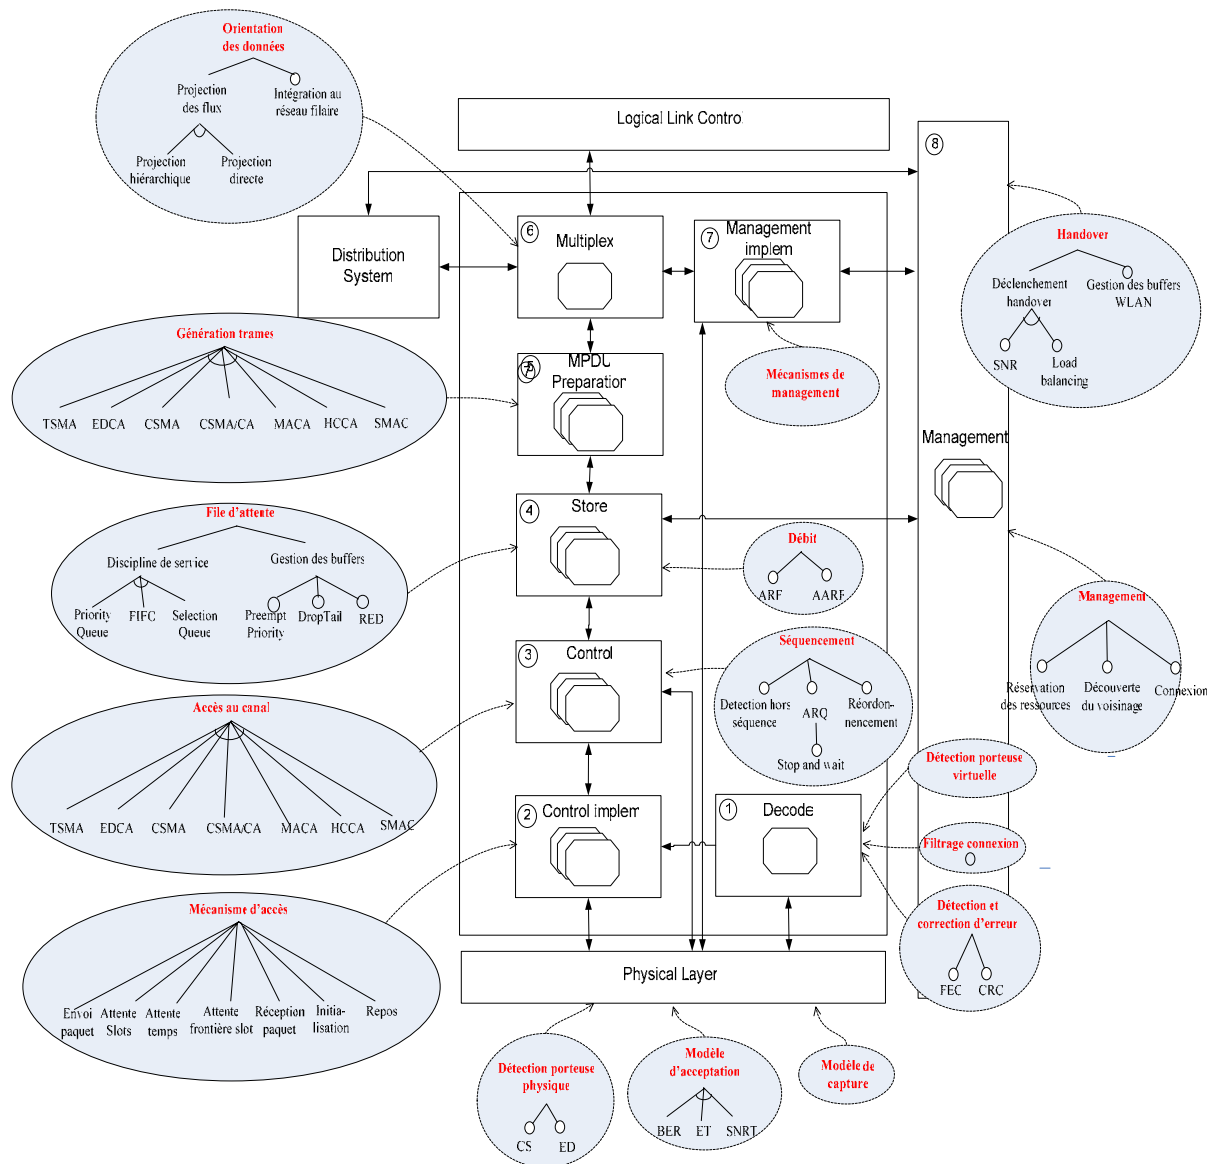 Orientation
des données
Projection
des flux
Intégration au
réseau filaire
Projection
hiérarchique
Projection
directe
Logical Link Control
8
Distribution
System
6
Multiplex
7
Management
implem
Handover
Déclenchement
handover
Gestion des buffers
WLAN
SNR
Load
balancing
Génération trames
TSMA
EDCA
CSMA
CSMA/CA
MACA
HCCA
SMAC
MPDU
Preparation
Mécanismes de
management
Management
File d’attente
Discipline de service
Gestion des buffers
Priority
Queue
FIFC
Selection
Queue
Preempt
Priority
DropTail
RED
4
Store
Débit
ARF
AARF
Management
Réservation
des ressources
Découverte
du voisinage
Connexion
3
Control
Séquencement
Detection hors
séquence
ARQ
Réordon-
nencement
Stop and wait
Accès au canal
TSMA
EDCA
CSMA
CSMA/CA
MACA
HCCA
SMAC
2
Control implem
1
Decode
Détection porteuse
virtuelle
Filtrage connexion
Détection et
correction d’erreur
FEC
CRC
Mécanisme d’accès
Envoi
paquet
Attente
Slots
Attente
temps
Attente
frontière slot
Réception
paquet
Initia-
lisation
Repos
Physical Layer
Détection porteuse
physique
CS
ED
Modèle
d’acceptation
BER
ET
SNRT
Modèle de
capture